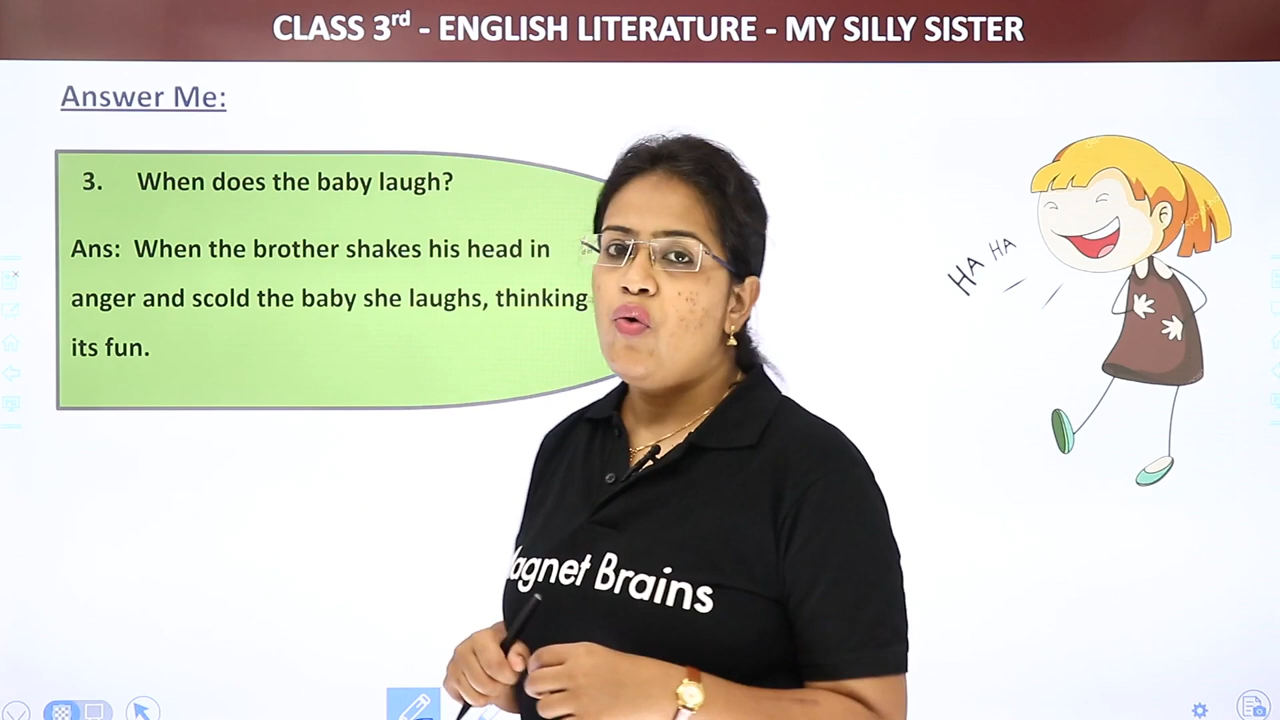 CLASS 3rd - ENGLISH LITERATURE - MY SILLY SISTER
Answer Me:
3. When does the baby laugh?
Ans: When the brother shakes his head in
anger and scold the baby she laughs, thinking
its fun.
HA HA
agnet Brains